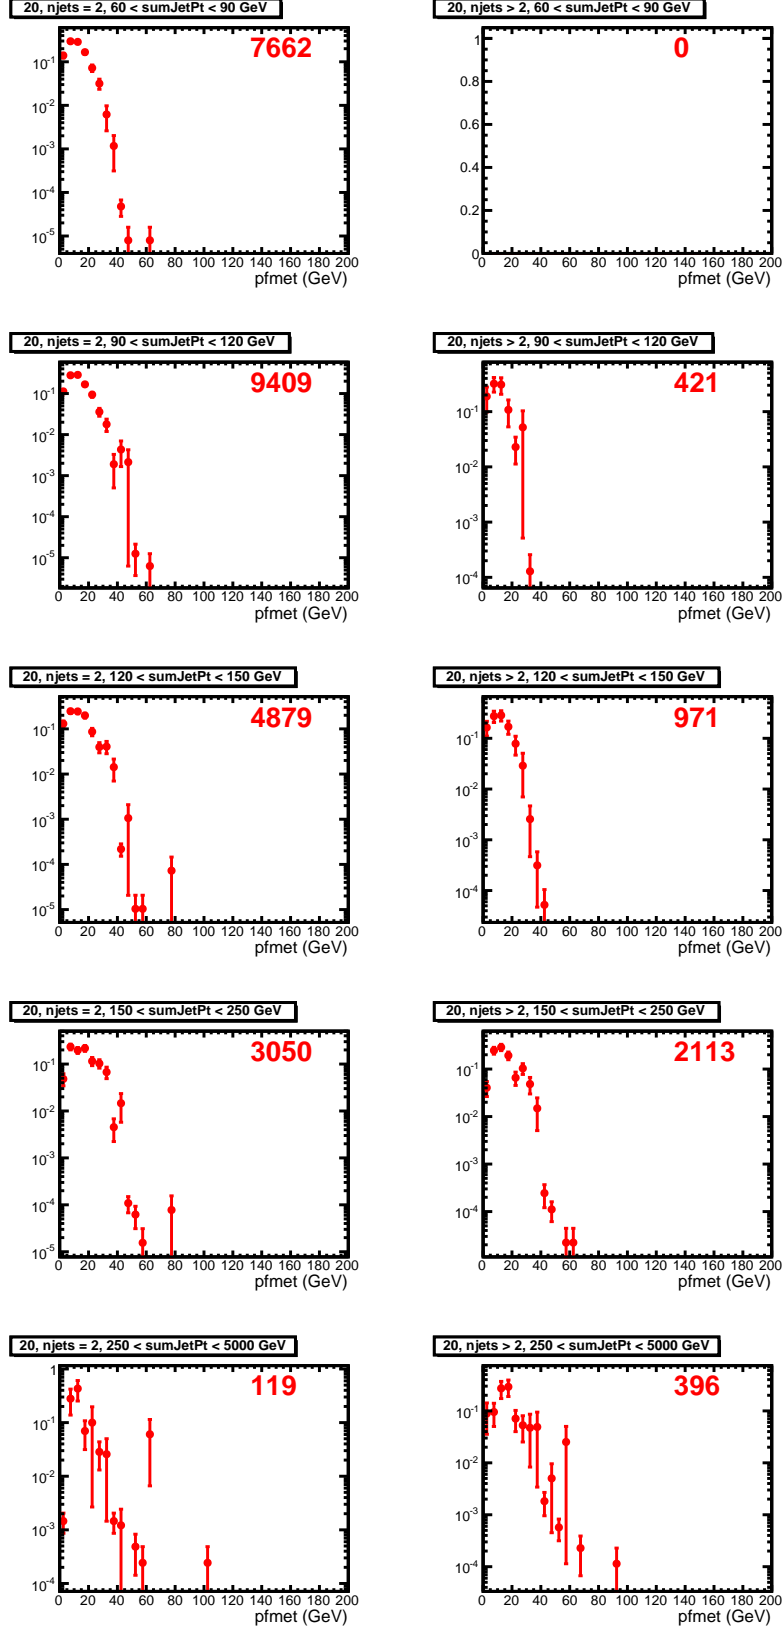 20, njets = 2, 60 < sumJetPt < 90 GeV
7662
10^-1
10^-2
10^-3
10^-4
10^-5
0 20 40 60 80 100 120 140 160 180 200
pfmet (GeV)
20, njets > 2, 60 < sumJetPt < 90 GeV
0
1
0.8
0.6
0.4
0.2
0
0 20 40 60 80 100 120 140 160 180 200
pfmet (GeV)
20, njets = 2, 90 < sumJetPt < 120 GeV
9409
10^-1
10^-2
10^-3
10^-4
10^-5
0 20 40 60 80 100 120 140 160 180 200
pfmet (GeV)
20, njets > 2, 90 < sumJetPt < 120 GeV
421
10^-1
10^-2
10^-3
10^-4
0 20 40 60 80 100 120 140 160 180 200
pfmet (GeV)
20, njets = 2, 120 < sumJetPt < 150 GeV
4879
10^-1
10^-2
10^-3
10^-4
10^-5
0 20 40 60 80 100 120 140 160 180 200
pfmet (GeV)
20, njets > 2, 120 < sumJetPt < 150 GeV
971
10^-1
10^-2
10^-3
10^-4
0 20 40 60 80 100 120 140 160 180 200
pfmet (GeV)
20, njets = 2, 150 < sumJetPt < 250 GeV
3050
10^-1
10^-2
10^-3
10^-4
10^-5
0 20 40 60 80 100 120 140 160 180 200
pfmet (GeV)
20, njets > 2, 150 < sumJetPt < 250 GeV
2113
10^-1
10^-2
10^-3
10^-4
0 20 40 60 80 100 120 140 160 180 200
pfmet (GeV)
20, njets = 2, 250 < sumJetPt < 5000 GeV
119
1
10^-1
10^-2
10^-3
10^-4
0 20 40 60 80 100 120 140 160 180 200
pfmet (GeV)
20, njets > 2, 250 < sumJetPt < 5000 GeV
396
10^-1
10^-2
10^-3
10^-4
0 20 40 60 80 100 120 140 160 180 200
pfmet (GeV)